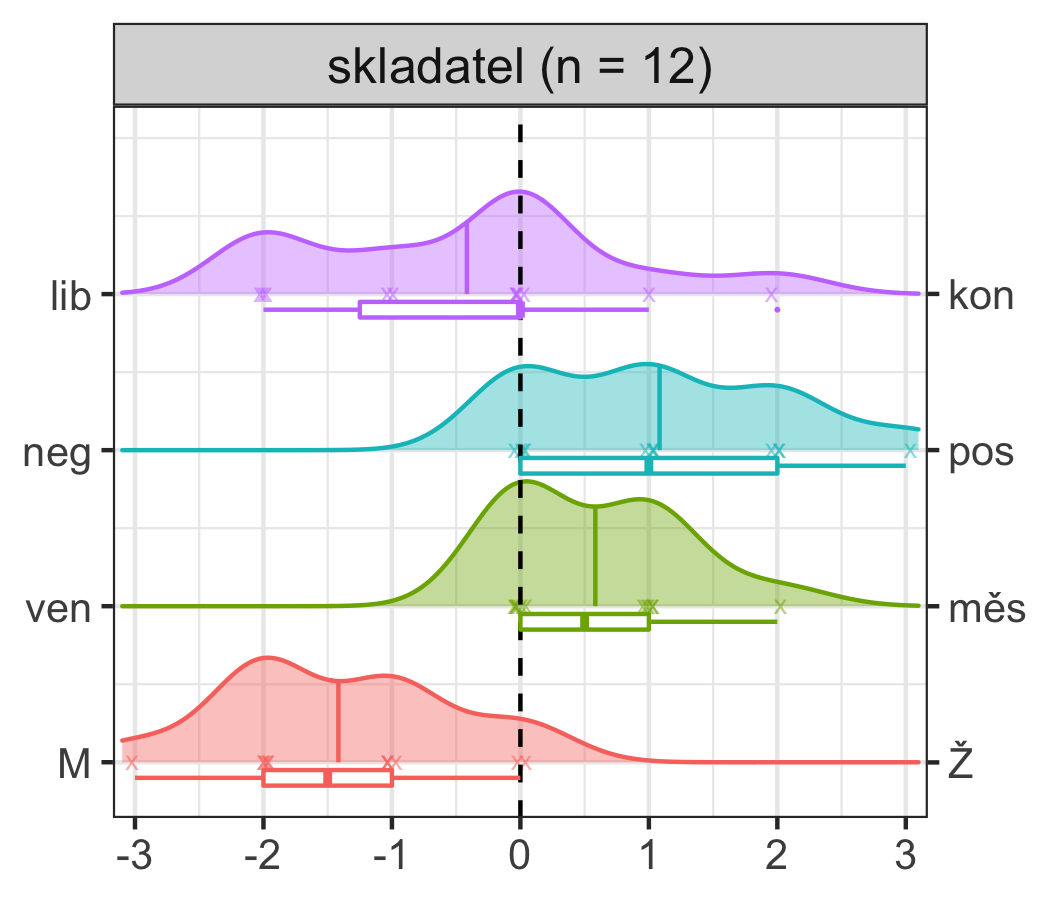 skladatel (n = 12)
lib kon
neg pos
ven měs
M Ž
-3 -2 -1 0 1 2 3